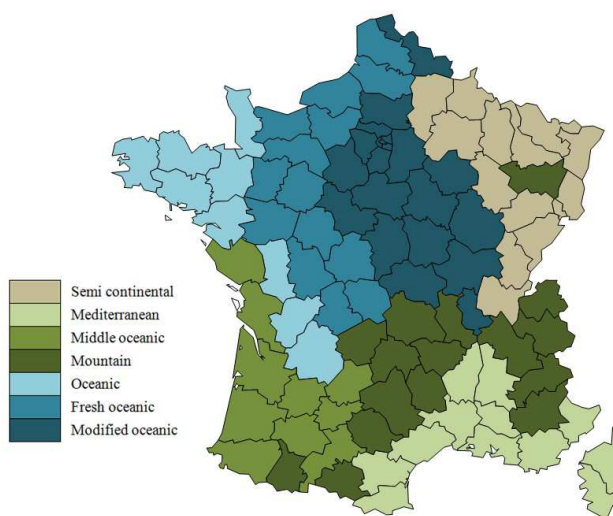 Semi continental
Mediterranean
Middle oceanic
Mountain
Oceanic
Fresh oceanic
Modified oceanic